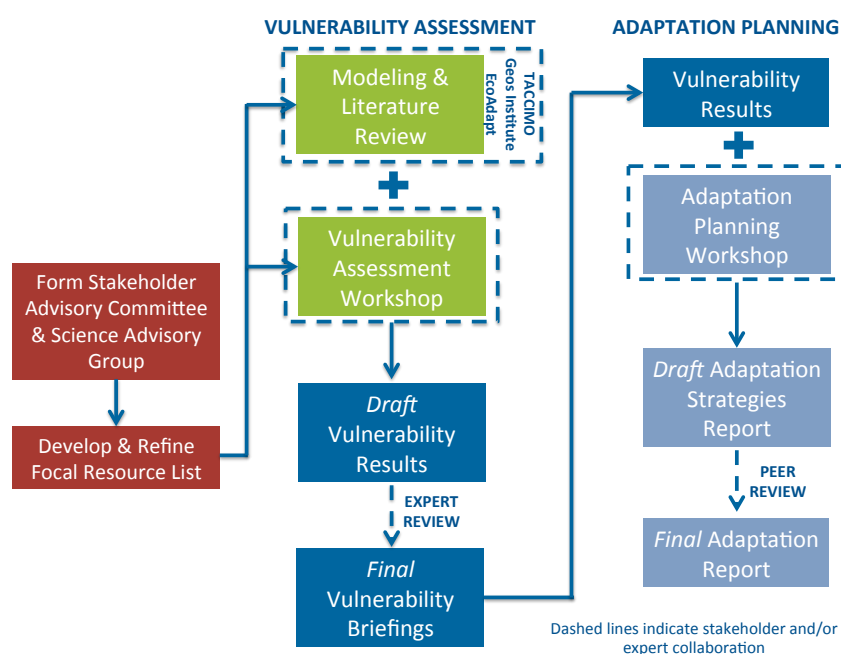 VULNERABILITY ASSESSMENT
ADAPTATION PLANNING
Form Stakeholder
Advisory Committee
& Science Advisory
Group
Develop & Refine
Focal Resource List
Modeling &
Literature
Review
TACCIMO
Geos Institute
EcoAdapt
Vulnerability
Assessment
Workshop
Draft
Vulnerability
Results
EXPERT
REVIEW
Final
Vulnerability
Briefings
Vulnerability
Results
Adaptation
Planning
Workshop
Draft Adaptation
Strategies
Report
PEER
REVIEW
Final Adaptation
Report
Dashed lines indicate stakeholder and/or
expert collaboration